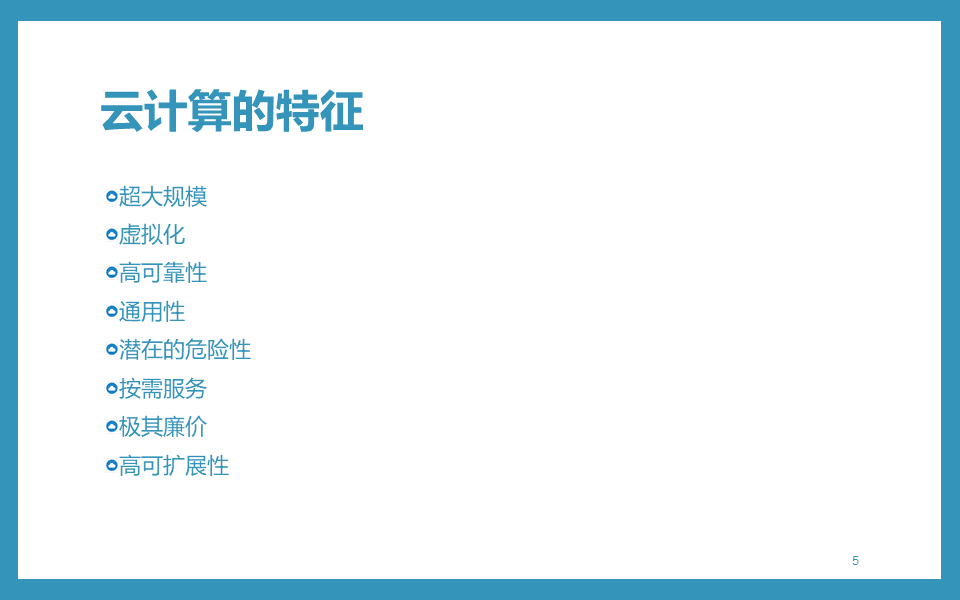 云计算的特征
超大规模
虚拟化
高可靠性
通用性
潜在的危险性
按需服务
极其廉价
高可扩展性
5